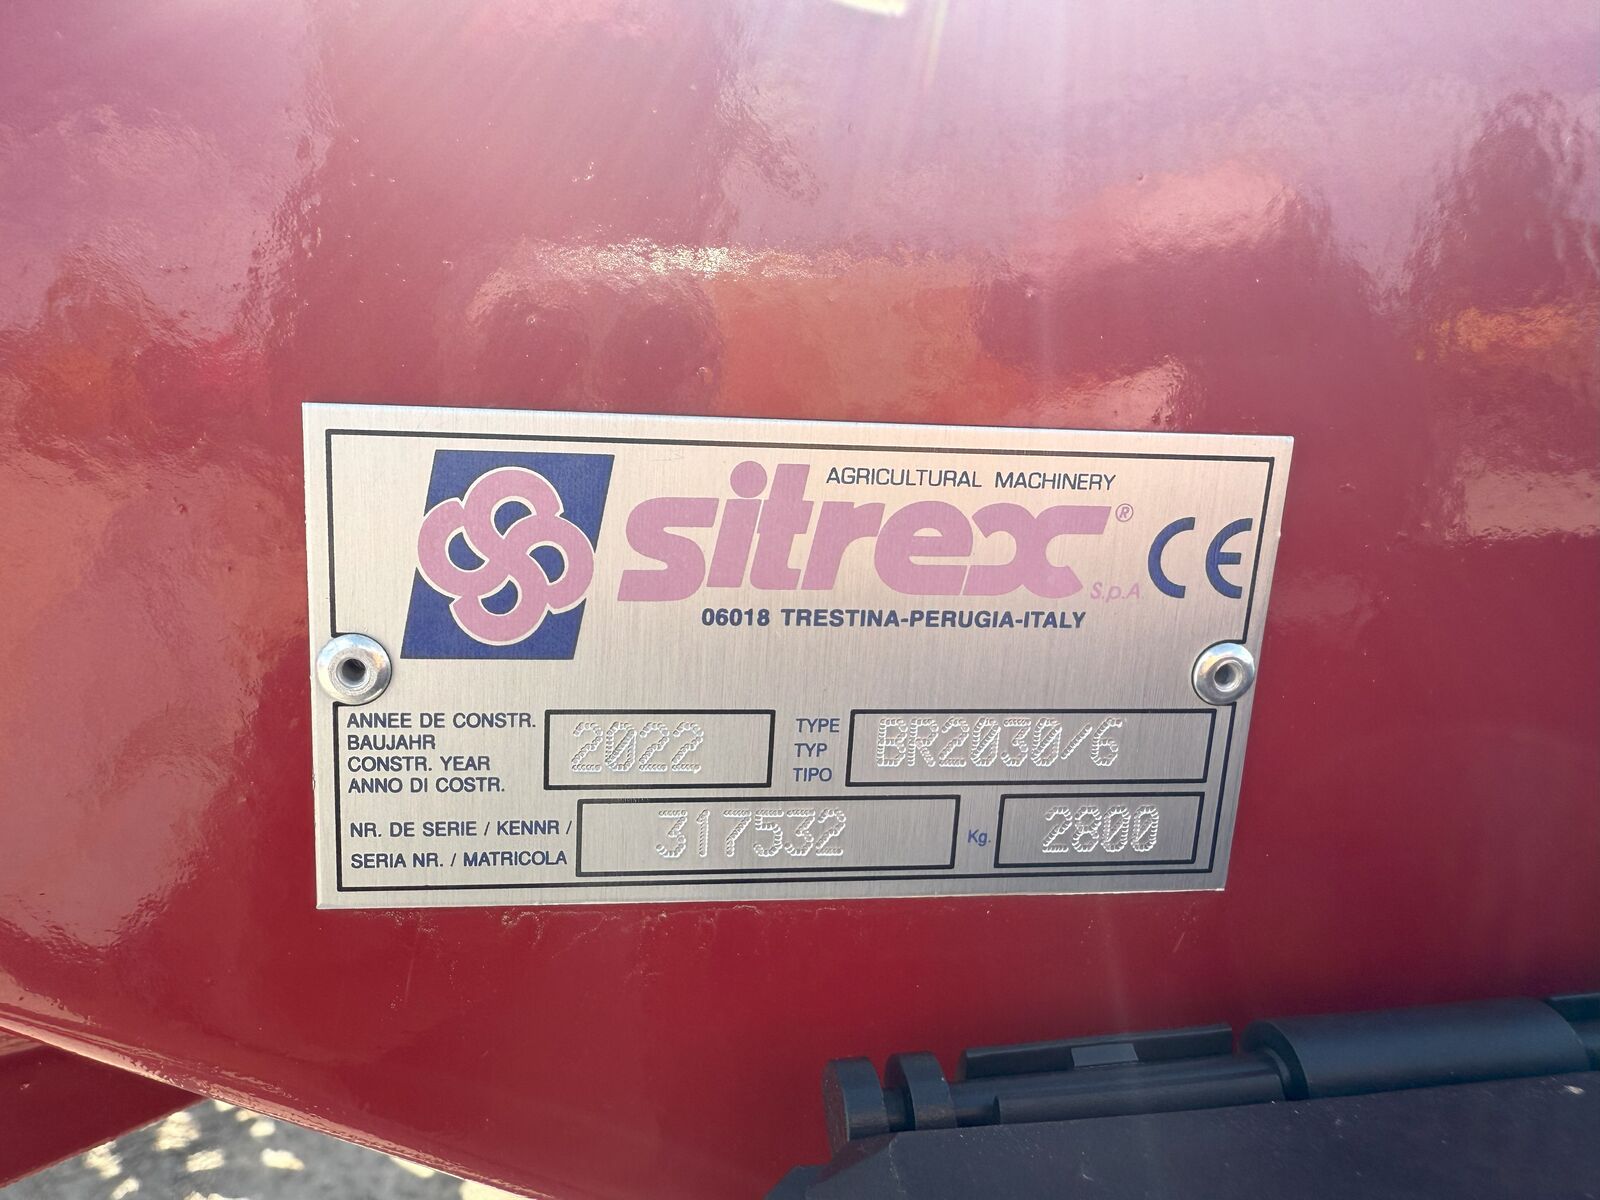 AGRICULTURAL MACHINERY
sitrex® S.p.A. CE
06018 TRESTINA-PERUGIA-ITALY
ANNEE DE CONSTR.
BAUJAHR
CONSTR. YEAR
ANNO DI COSTR.
2022
TYPE
TYP
TIPO
BR2030/6
NR. DE SERIE / KENNR /
SERIA NR. / MATRICOLA
317532
Kg. 2800